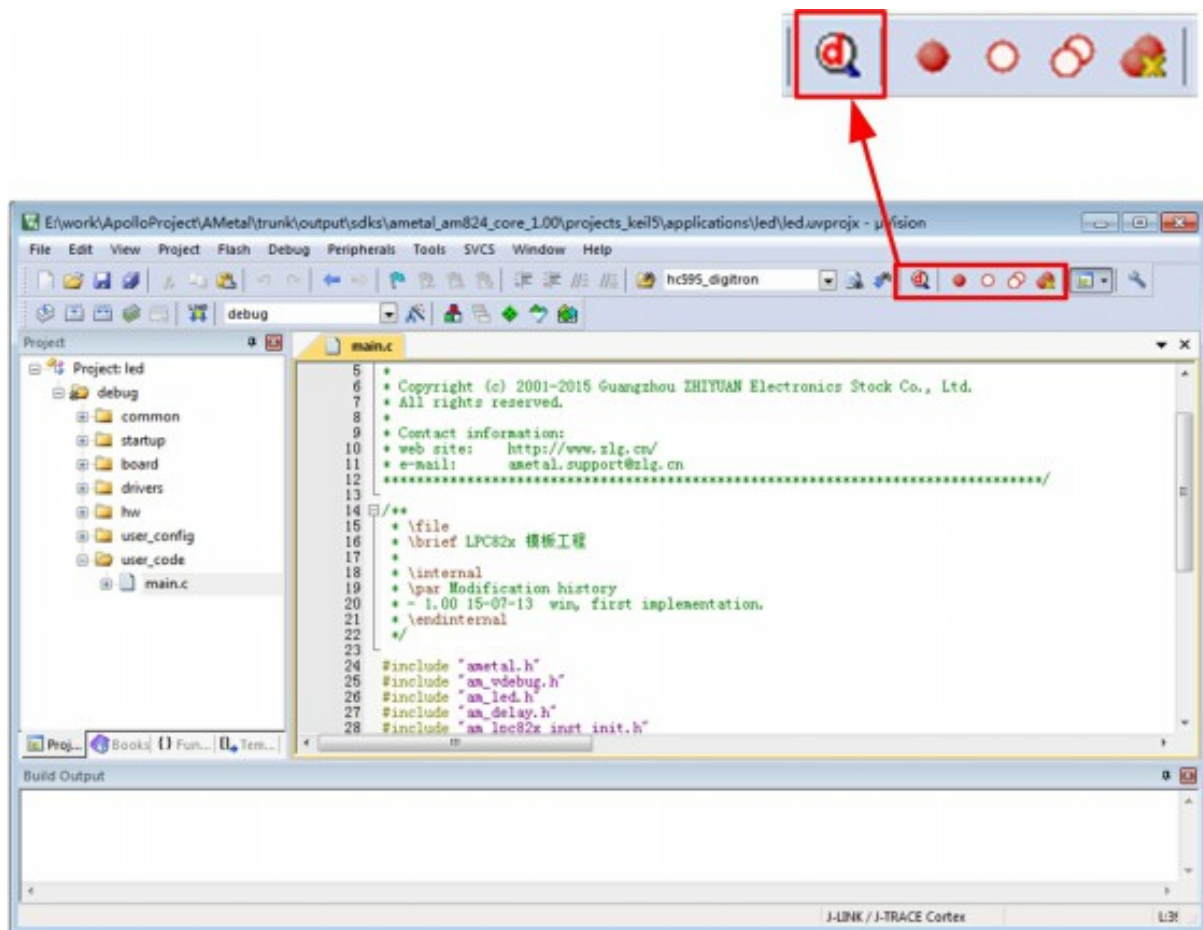 d
E:\work\ApolloProject\AMetal\trunk\output\sdks\ametal_am824_core_1.00\projects_keil5\applications\led\led.uvprojx - µVision
File Edit View Project Flash Debug Peripherals Tools SVCS Window Help
hc595_digitron
debug
Project
main.c
Project: led
debug
common
startup
board
drivers
hw
user_config
user_code
main.c
5 *
6 * Copyright (c) 2001-2015 Guangzhou ZHIYUAN Electronics Stock Co., Ltd.
7 * All rights reserved.
8 *
9 * Contact information:
10 * web site: http://www.zlg.cn/
11 * e-mail: ametal.support@zlg.cn
12 ******************************************************************************/
13
14 /**
15 * \file
16 * \brief LPC82x 模板工程
17 *
18 * \internal
19 * \par Modification history
20 * - 1.00 15-07-13 win, first implementation.
21 * \endinternal
22 */
23
24 #include "ametal.h"
25 #include "am_vdebug.h"
26 #include "am_led.h"
27 #include "am_delay.h"
28 #include "am_lpc82x_inst_init.h"
Proj... Books {} Fun... Tem...
Build Output
J-LINK / J-TRACE Cortex